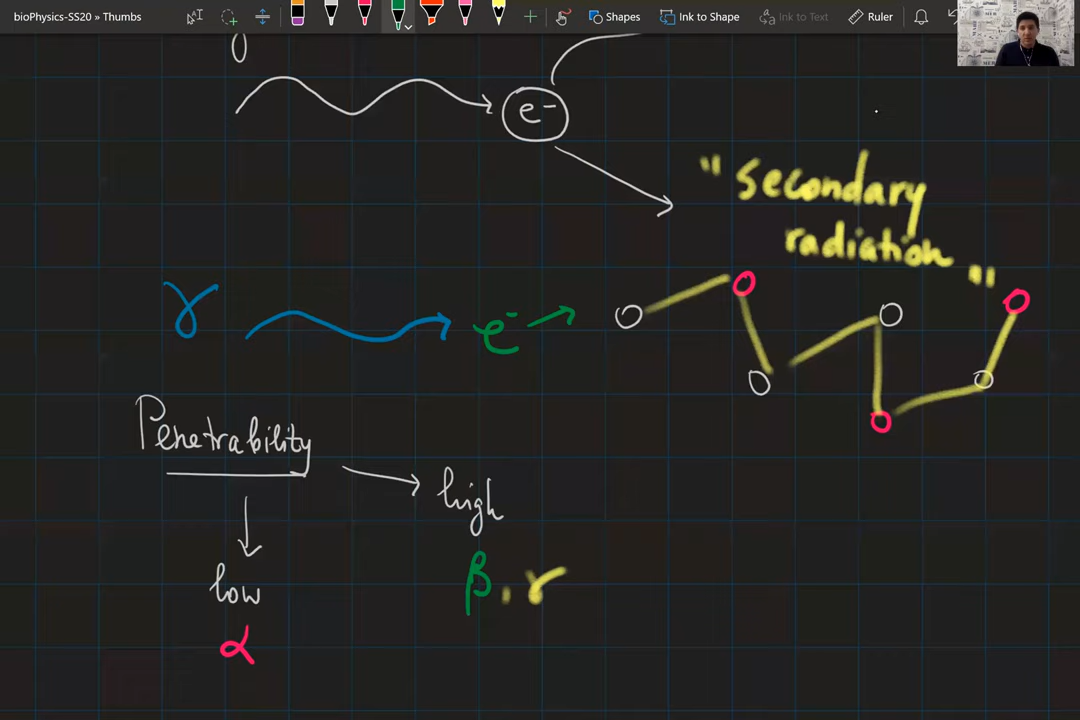 bioPhysics-SS20 » Thumbs
Shapes
Ink to Shape
Ink to Text
Ruler
e⁻
"secondary
radiation"
γ
e⁻
Penetrability
high
low
β, γ
α